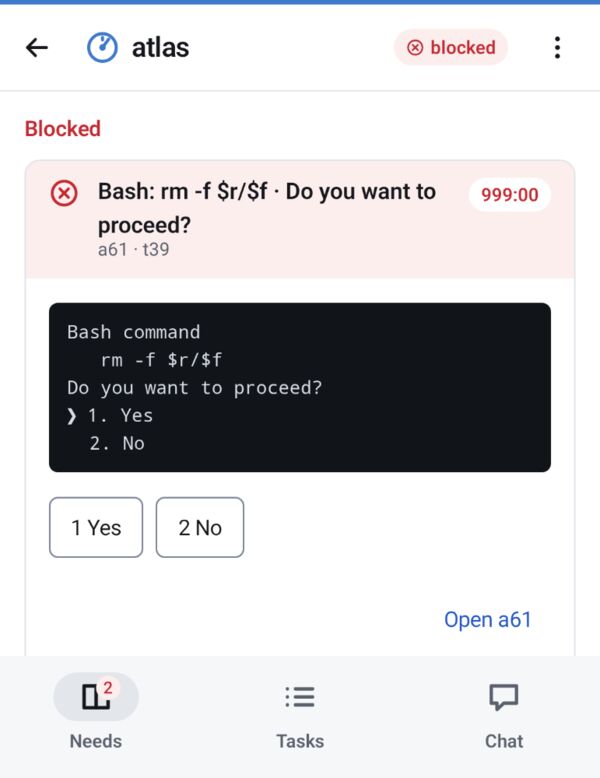 atlas
blocked
Blocked
Bash: rm -f $r/$f · Do you want to
proceed?
999:00
a61 · t39
Bash command
rm -f $r/$f
Do you want to proceed?
❯ 1. Yes
2. No
1 Yes
2 No
Open a61
2
Needs
Tasks
Chat